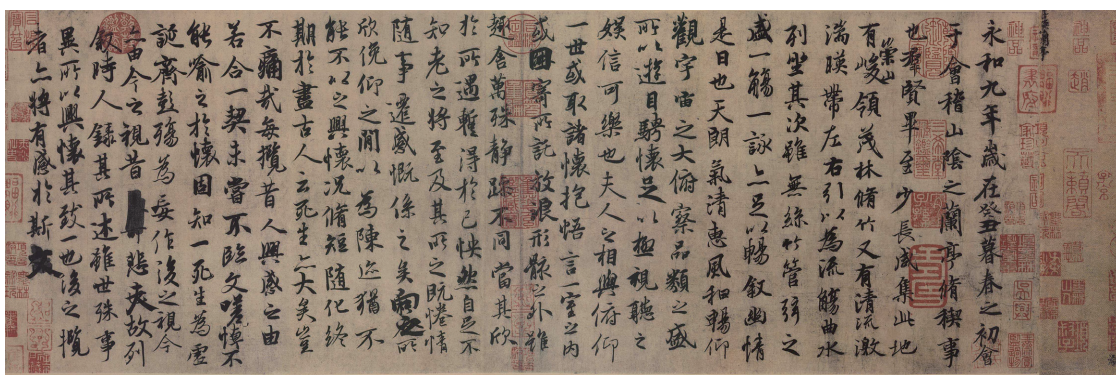 永和九年歲在癸丑暮春之初會
于會稽山陰之蘭亭脩稧事
也羣賢畢至少長咸集此地
有崇山峻領茂林脩竹又有清流激
湍暎帶左右引以為流觴曲水
列坐其次雖無絲竹管弦之
盛一觴一詠亦足以暢敘幽情
是日也天朗氣清惠風和暢仰
觀宇宙之大俯察品類之盛
所以遊目騁懷足以極視聽之
娛信可樂也夫人之相與俯仰
一世或取諸懷抱悟言一室之內
或因寄所託放浪形骸之外雖
趣舍萬殊靜躁不同當其欣
於所遇蹔得於己怏然自足不
知老之將至及其所之既惓情
隨事遷感慨係之矣向之所
欣俛仰之閒以為陳迹猶不
能不以之興懷況脩短隨化終
期於盡古人云死生亦大矣豈
不痛哉每攬昔人興感之由
若合一契未嘗不臨文嗟悼不
能喻之於懷固知一死生為虛
誕齊彭殤為妄作後之視今
亦由今之視昔悲夫故列
敘時人錄其所述雖世殊事
異所以興懷其致一也後之攬
者亦將有感於斯文